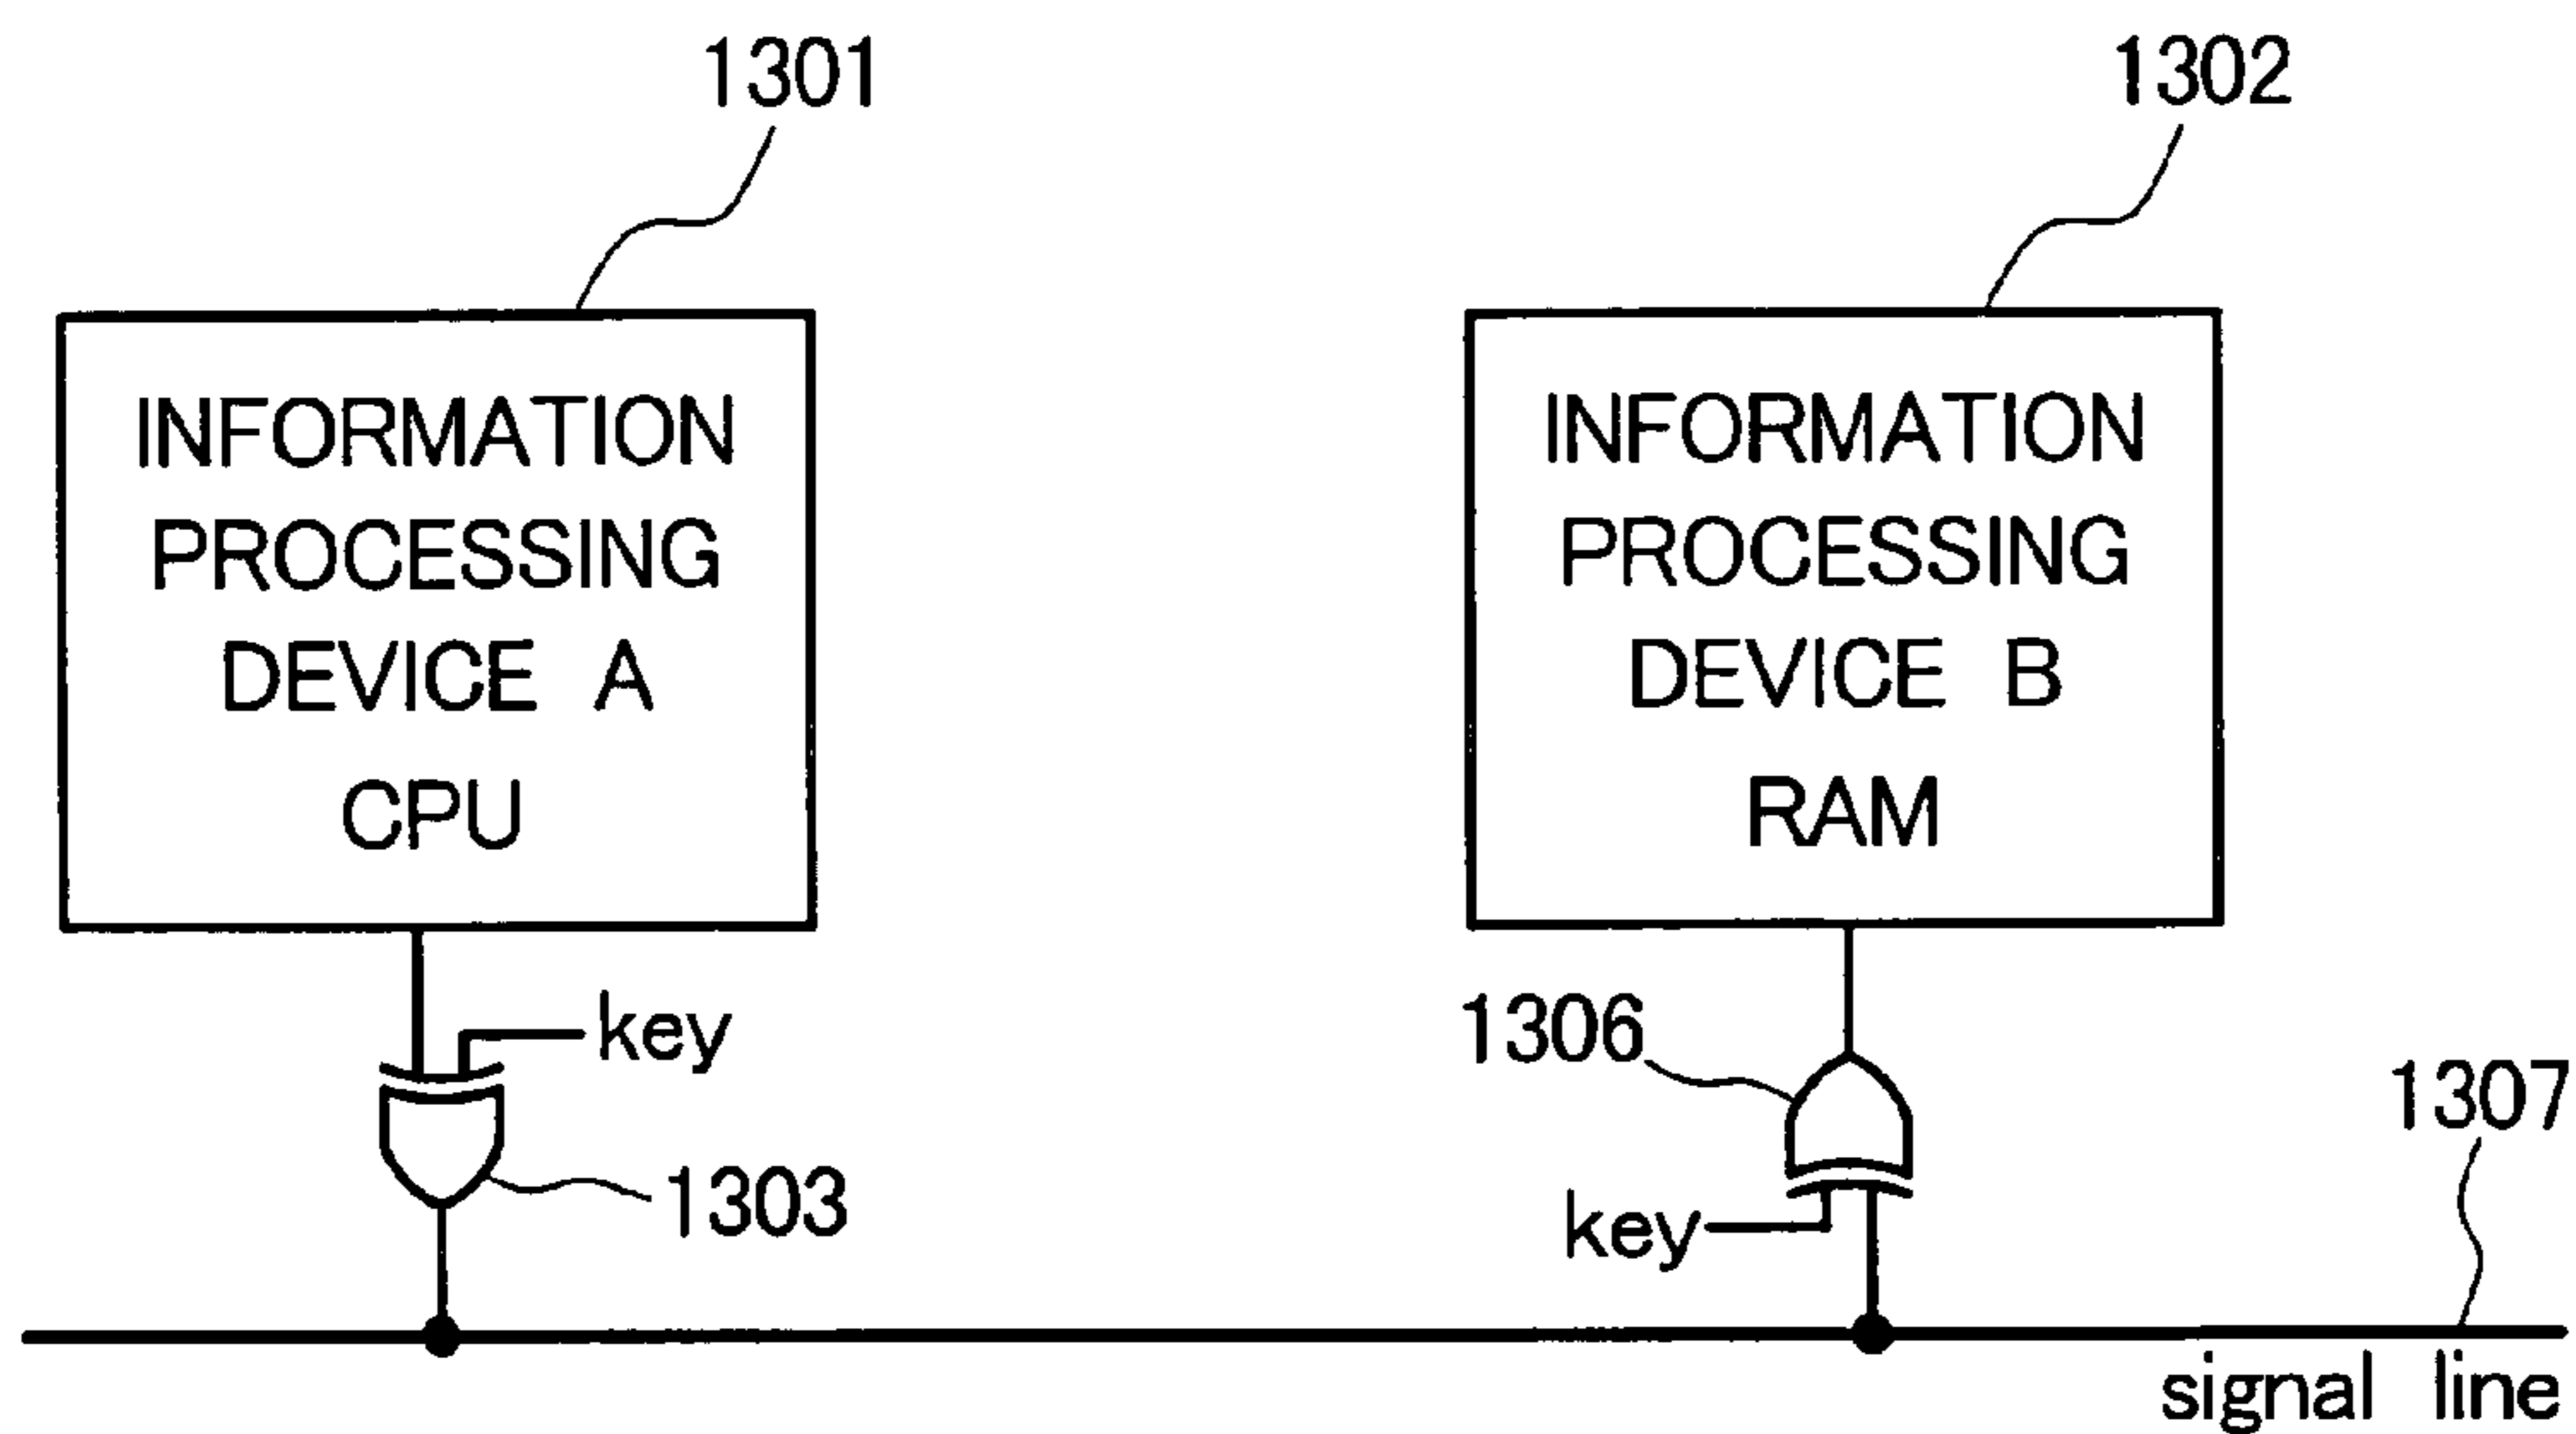 1301
1302
INFORMATION
PROCESSING
DEVICE A
CPU
INFORMATION
PROCESSING
DEVICE B
RAM
key
1306
1307
1303
key
signal line